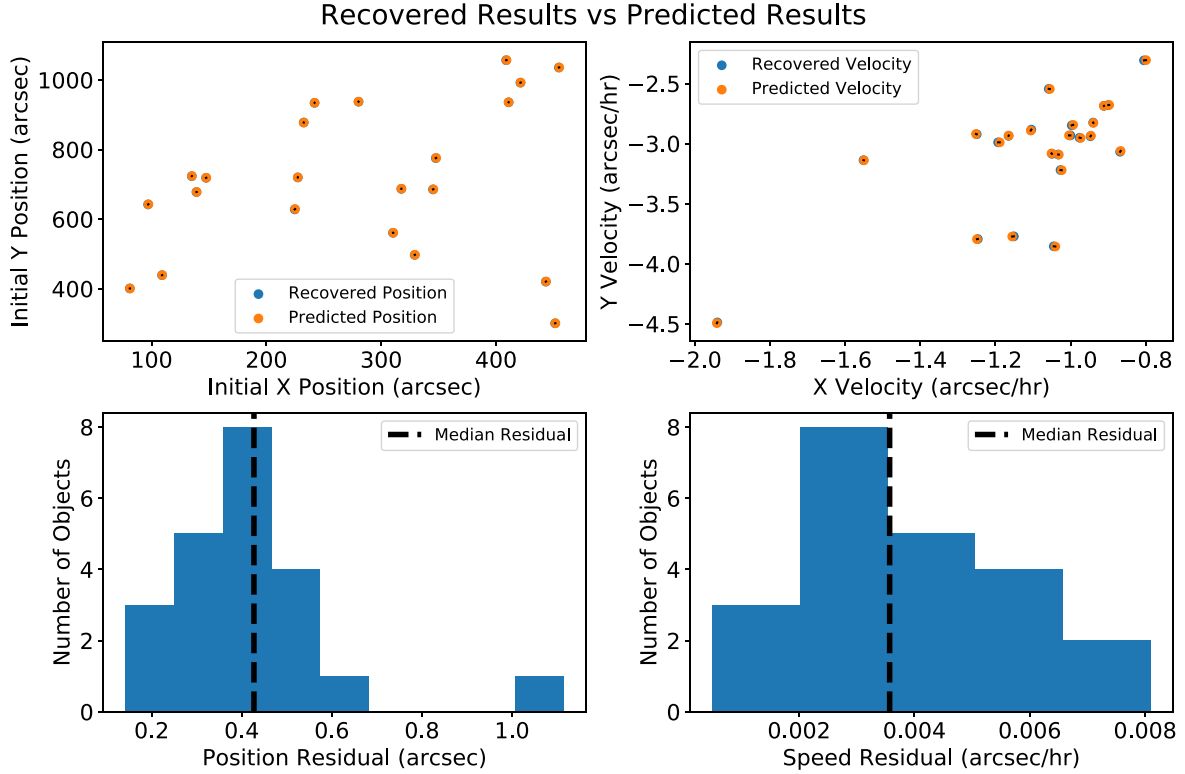 Recovered Results vs Predicted Results
Initial Y Position (arcsec)
1000
800
600
400
Recovered Position
Predicted Position
100
200
300
400
Initial X Position (arcsec)
Y Velocity (arcsec/hr)
−2.5
−3.0
−3.5
−4.0
−4.5
Recovered Velocity
Predicted Velocity
−2.0
−1.8
−1.6
−1.4
−1.2
−1.0
−0.8
X Velocity (arcsec/hr)
Number of Objects
8
6
4
2
0
Median Residual
0.2
0.4
0.6
0.8
1.0
Position Residual (arcsec)
Number of Objects
8
6
4
2
0
Median Residual
0.002
0.004
0.006
0.008
Speed Residual (arcsec/hr)